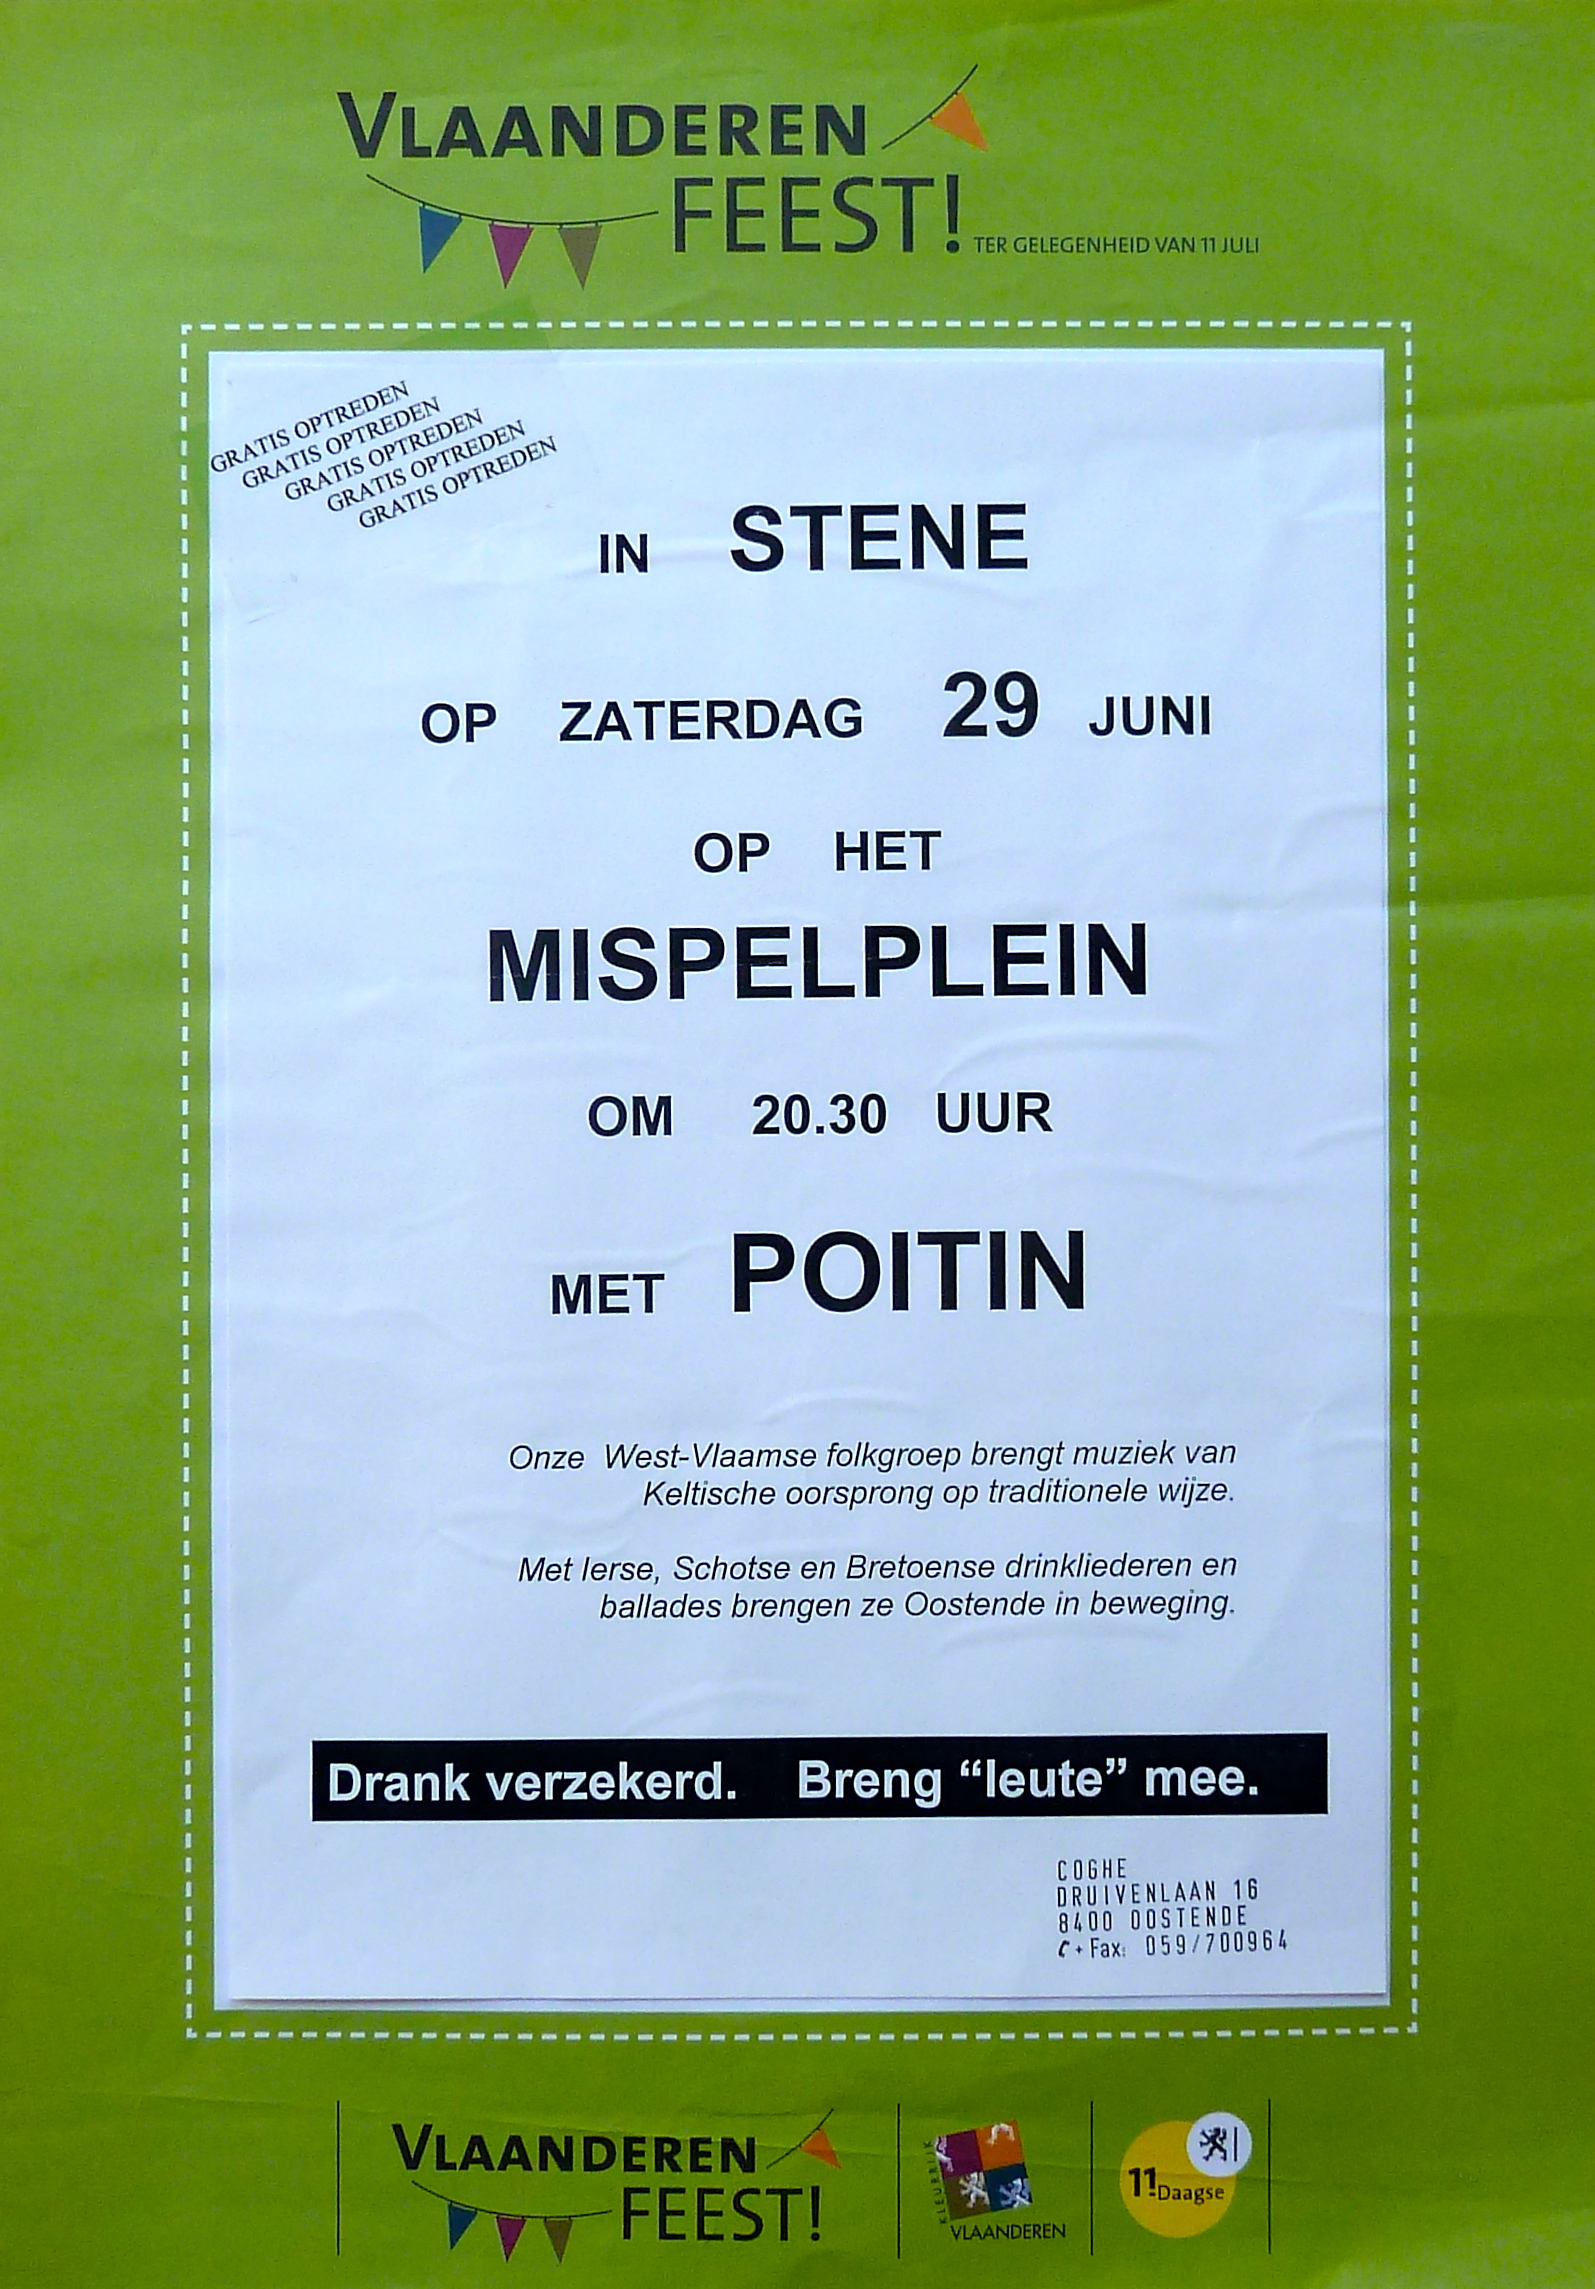 VLAANDEREN
FEEST! TER GELEGENHEID VAN 11 JULI
GRATIS OPTREDEN
GRATIS OPTREDEN
GRATIS OPTREDEN
GRATIS OPTREDEN
GRATIS OPTREDEN
IN STENE
OP ZATERDAG 29 JUNI
OP HET
MISPELPLEIN
OM 20.30 UUR
MET POITIN
Onze West-Vlaamse folkgroep brengt muziek van
Keltische oorsprong op traditionele wijze.
Met Ierse, Schotse en Bretoense drinkliederen en
ballades brengen ze Oostende in beweging.
Drank verzekerd. Breng “leute” mee.
COGHE
DRUIVENLAAN 16
8400 OOSTENDE
+ Fax: 059/700964
VLAANDEREN
FEEST!
KLEURRIJK
VLAANDEREN
11Daagse